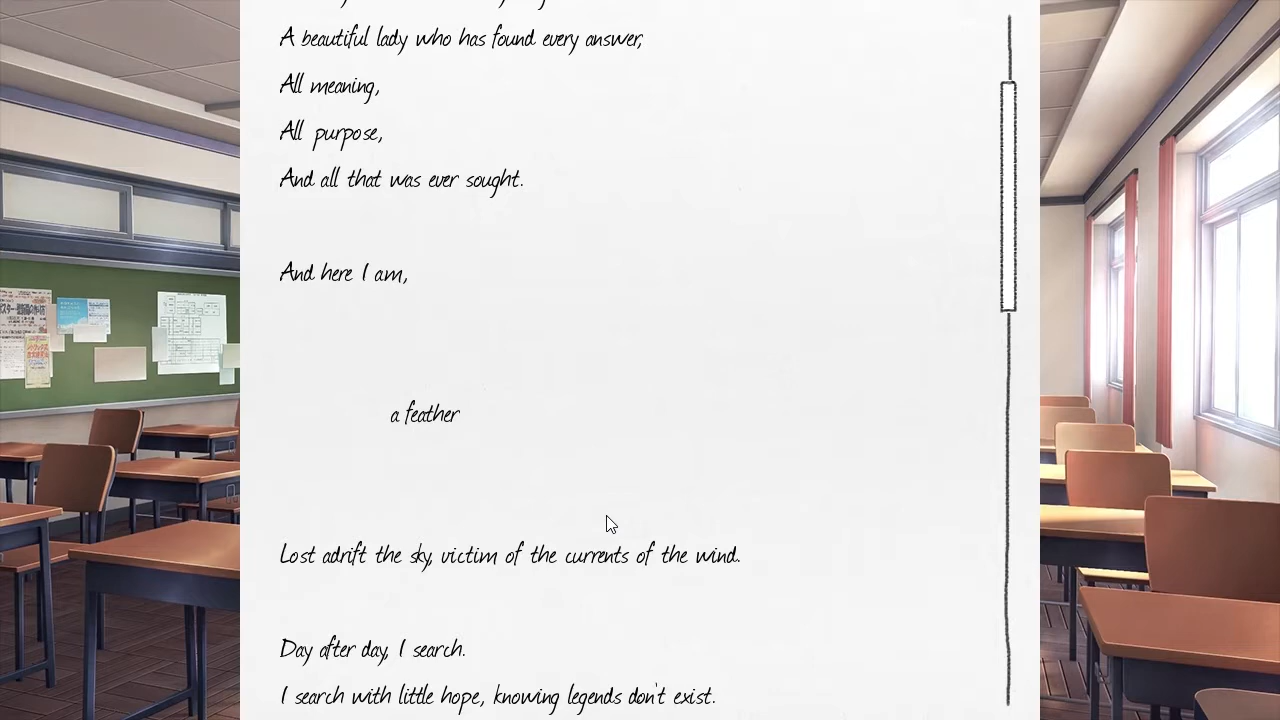 A beautiful lady who has found every answer,
All meaning,
All purpose,
And all that was ever sought.
And here I am,
a feather
Lost adrift the sky, victim of the currents of the wind.
Day after day, I search.
I search with little hope, knowing legends don't exist.